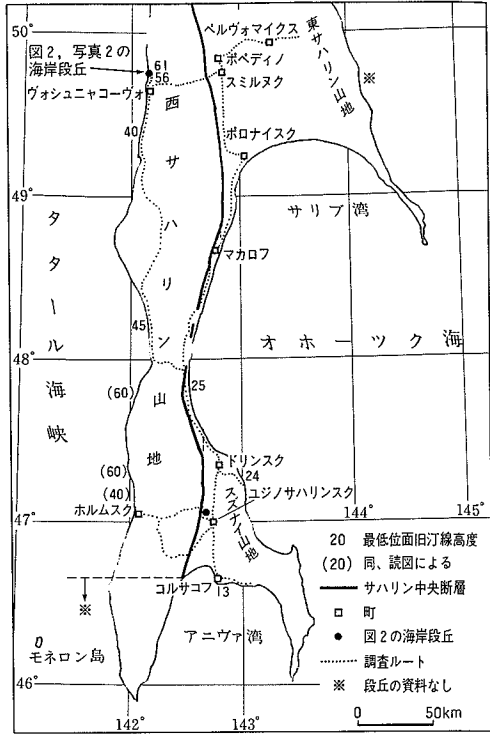 50°
ペルヴォマイクス
東サハリン山地
図2, 写真2の
海岸段丘
61
56
ポペディノ
スミルヌク
※
ヴォシュニャコーヴォ
西サハリン山地
40
ポロナイスク
49°
143°
144°
サリブ湾
タタール海峡
マカロフ
45
オホーツク海
48°
(60)
25
(60)
ドリンスク
24
(40)
ユジノサハリンスク
ホルムスク
ススナイ山地
47°
144°
145°
20 最低位面旧汀線高度
(20) 同、読図による
サハリン中央断層
町
図2の海岸段丘
調査ルート
※ 段丘の資料なし
コルサコフ
13
※
アニヴァ湾
モネロン島
46°
142°
143°
0 50km